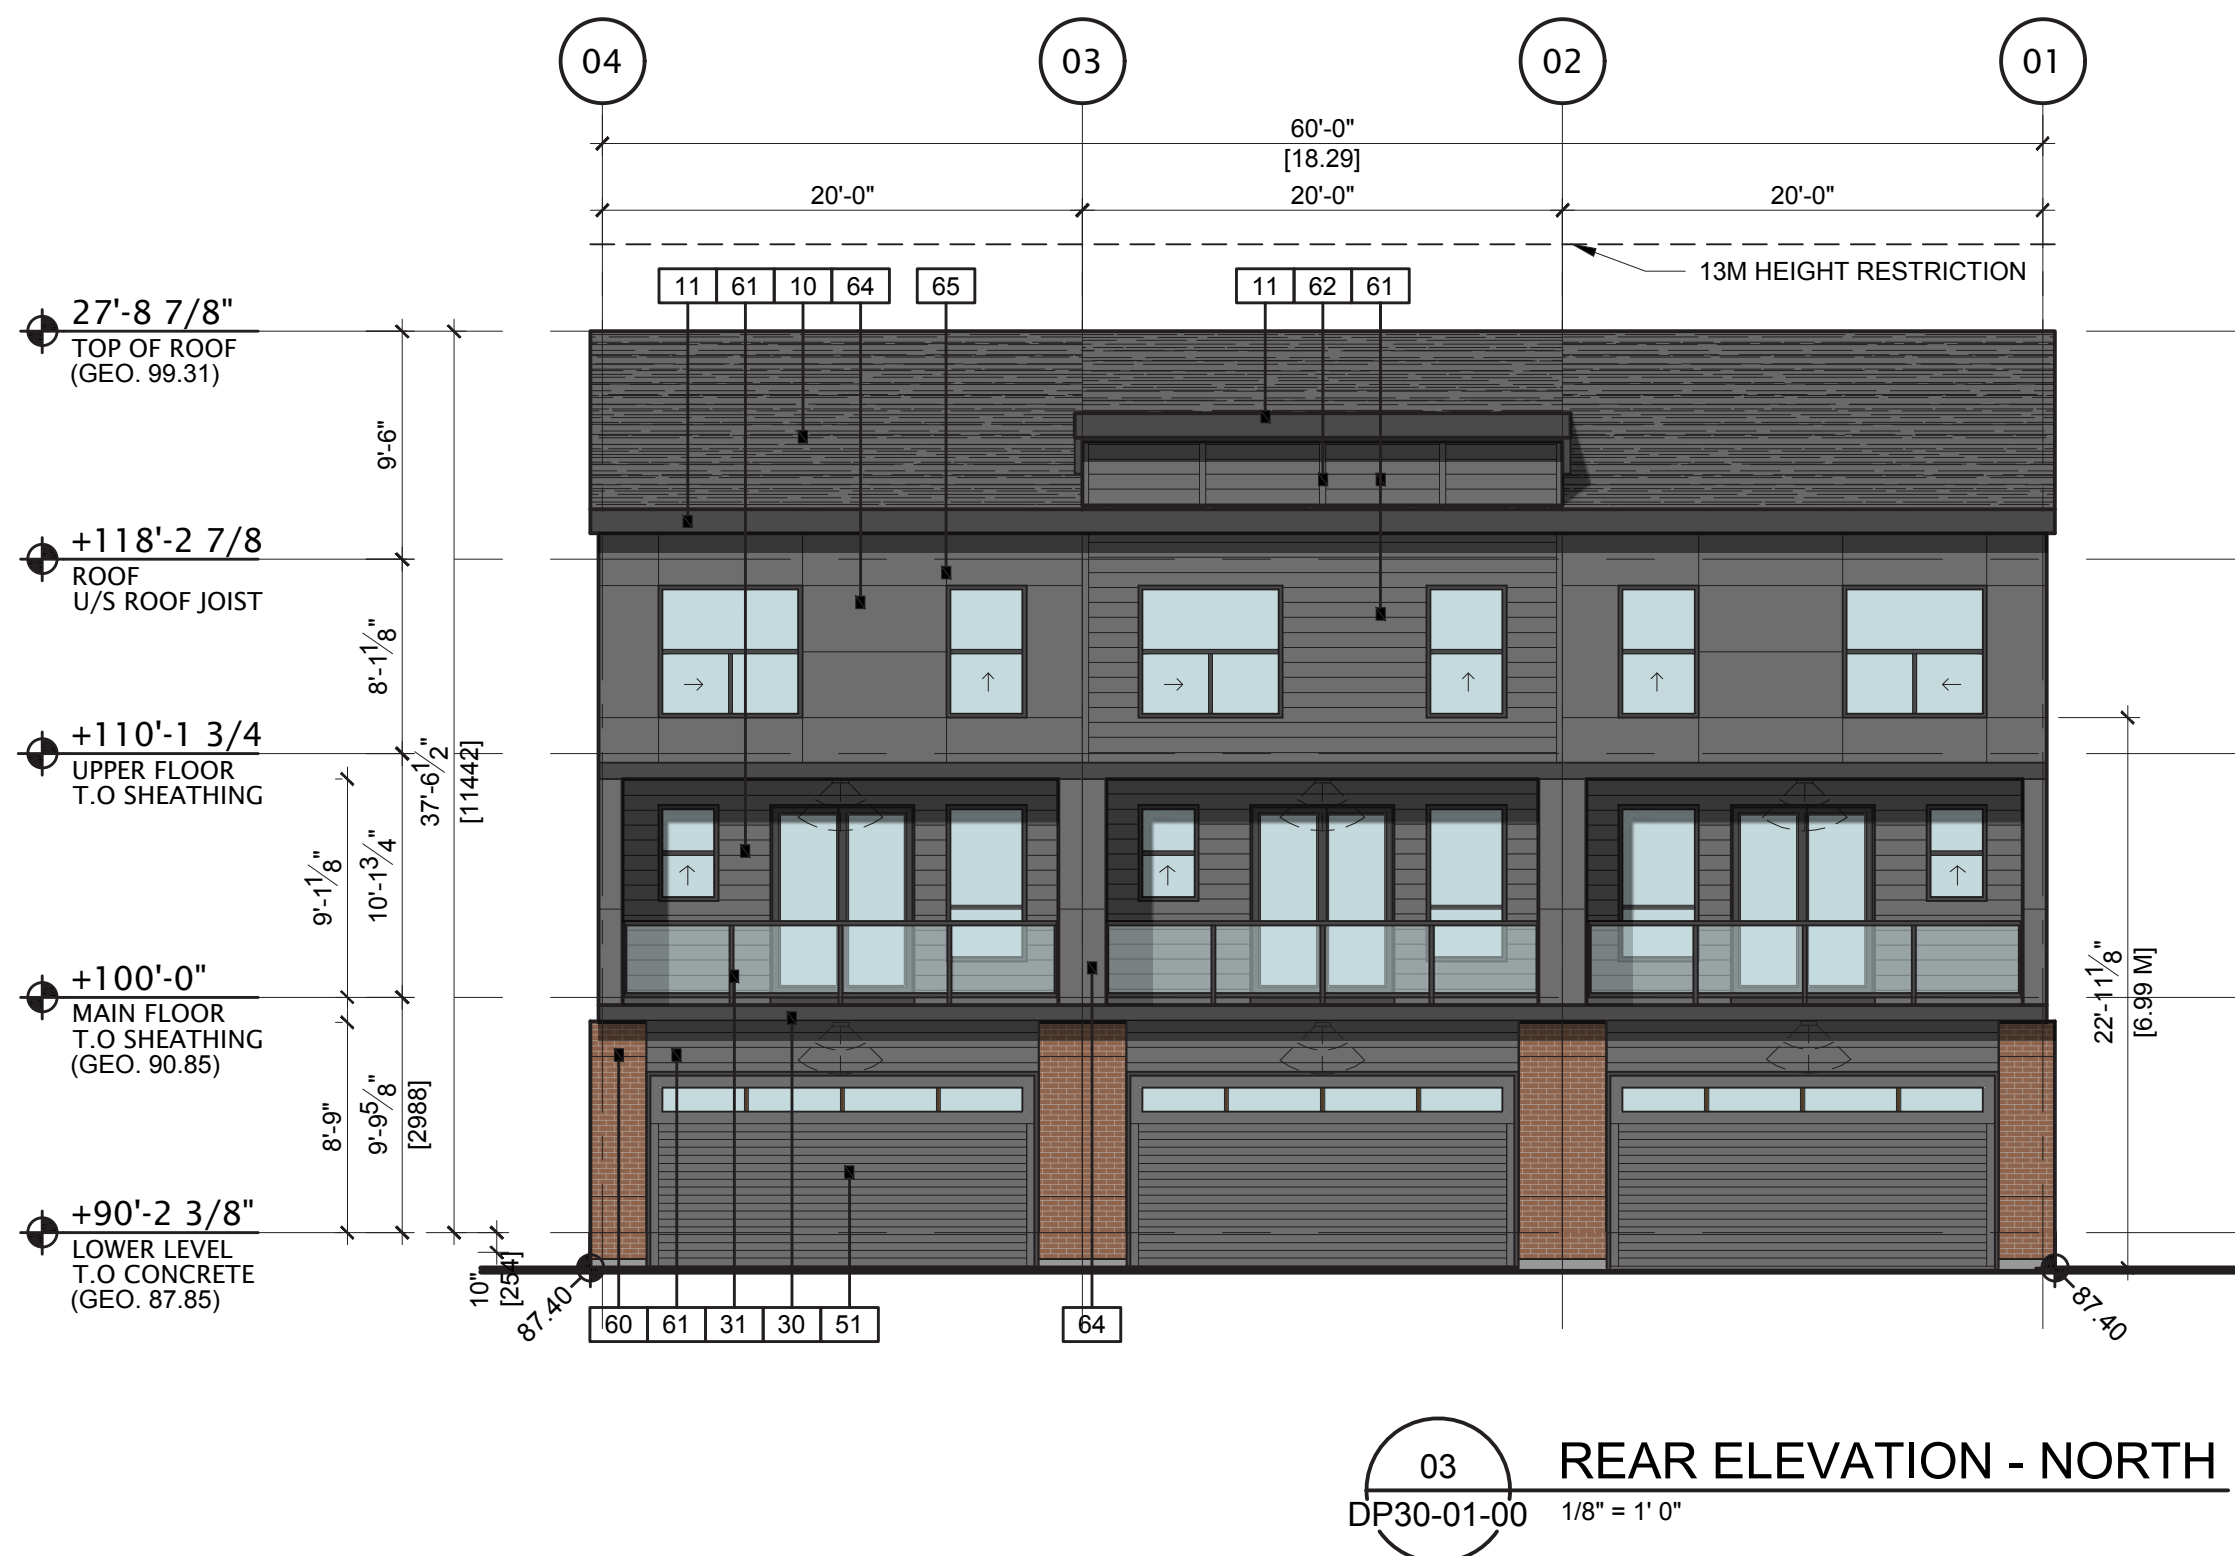 04
03
02
01
60'-0"
[18.29]
20'-0"
20'-0"
20'-0"
13M HEIGHT RESTRICTION
11 61 10 64 65 11 62 61
27'-8 7/8"
TOP OF ROOF
(GEO. 99.31)
9'-6"
+118'-2 7/8
ROOF
U/S ROOF JOIST
8'-1 1/8"
+110'-1 3/4
UPPER FLOOR
T.O SHEATHING
37'-6 1/2"
[11442]
9'-1 1/8"
10'-1 3/4"
+100'-0"
MAIN FLOOR
T.O SHEATHING
(GEO. 90.85)
22'-11 1/8"
[6.99 M]
8'-9"
9'-9 5/8"
[2988]
+90'-2 3/8"
LOWER LEVEL
T.O CONCRETE
(GEO. 87.85)
10"
[254]
87.40
87.40
60 61 31 30 51 64
03
DP30-01-00
REAR ELEVATION - NORTH
1/8" = 1' 0"